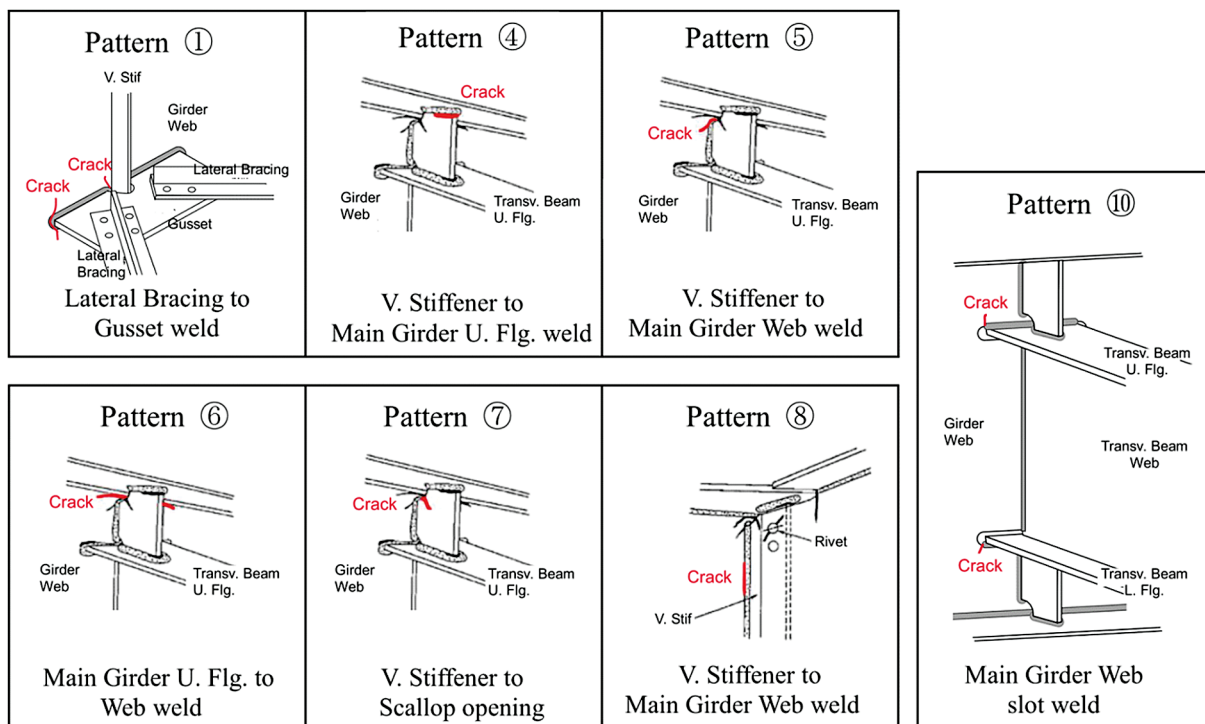 Pattern ①
V. Stif
Girder
Web
Crack
Crack
Lateral Bracing
Gusset
Lateral
Bracing
Lateral Bracing to
Gusset weld
Pattern ④
Crack
Girder
Web
Transv. Beam
U. Flg.
V. Stiffener to
Main Girder U. Flg. weld
Pattern ⑤
Crack
Girder
Web
Transv. Beam
U. Flg.
V. Stiffener to
Main Girder Web weld
Pattern ⑥
Crack
Girder
Web
Transv. Beam
U. Flg.
Main Girder U. Flg. to
Web weld
Pattern ⑦
Crack
Girder
Web
Transv. Beam
U. Flg.
V. Stiffener to
Scallop opening
Pattern ⑧
Rivet
Crack
V. Stif
V. Stiffener to
Main Girder Web weld
Pattern ⑩
Crack
Transv. Beam
U. Flg.
Girder
Web
Transv. Beam
Web
Crack
Transv. Beam
L. Flg.
Main Girder Web
slot weld